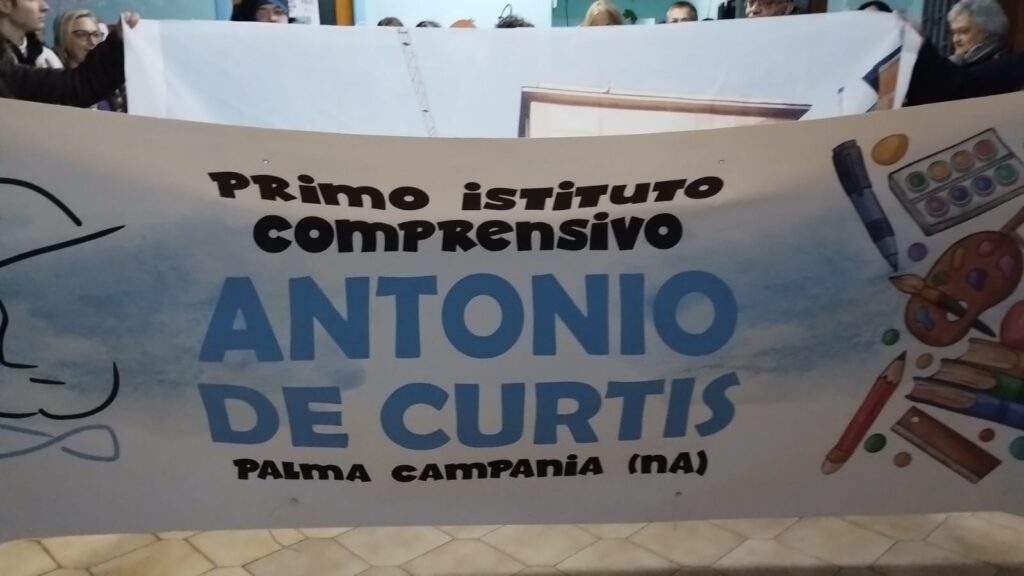 PRIMO ISTITUTO
COMPRENSIVO
ANTONIO
DE CURTIS
PALMA CAMPANIA (NA)